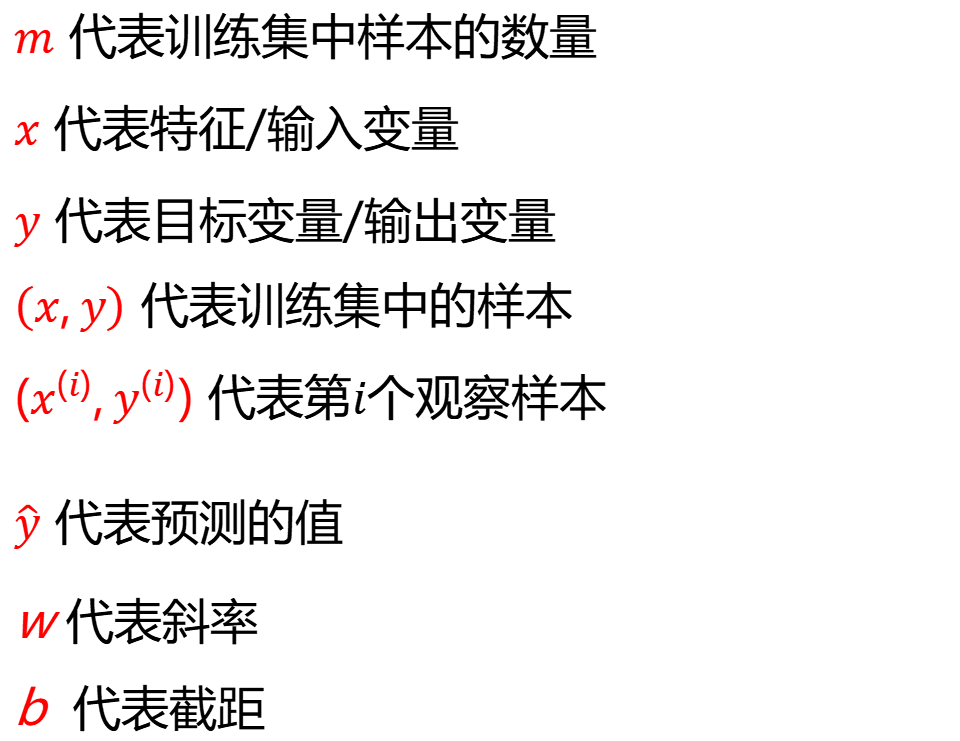 m 代表训练集中样本的数量
x 代表特征/输入变量
y 代表目标变量/输出变量
(x, y) 代表训练集中的样本
(x⁽ⁱ⁾, y⁽ⁱ⁾) 代表第i个观察样本
ŷ 代表预测的值
w 代表斜率
b 代表截距